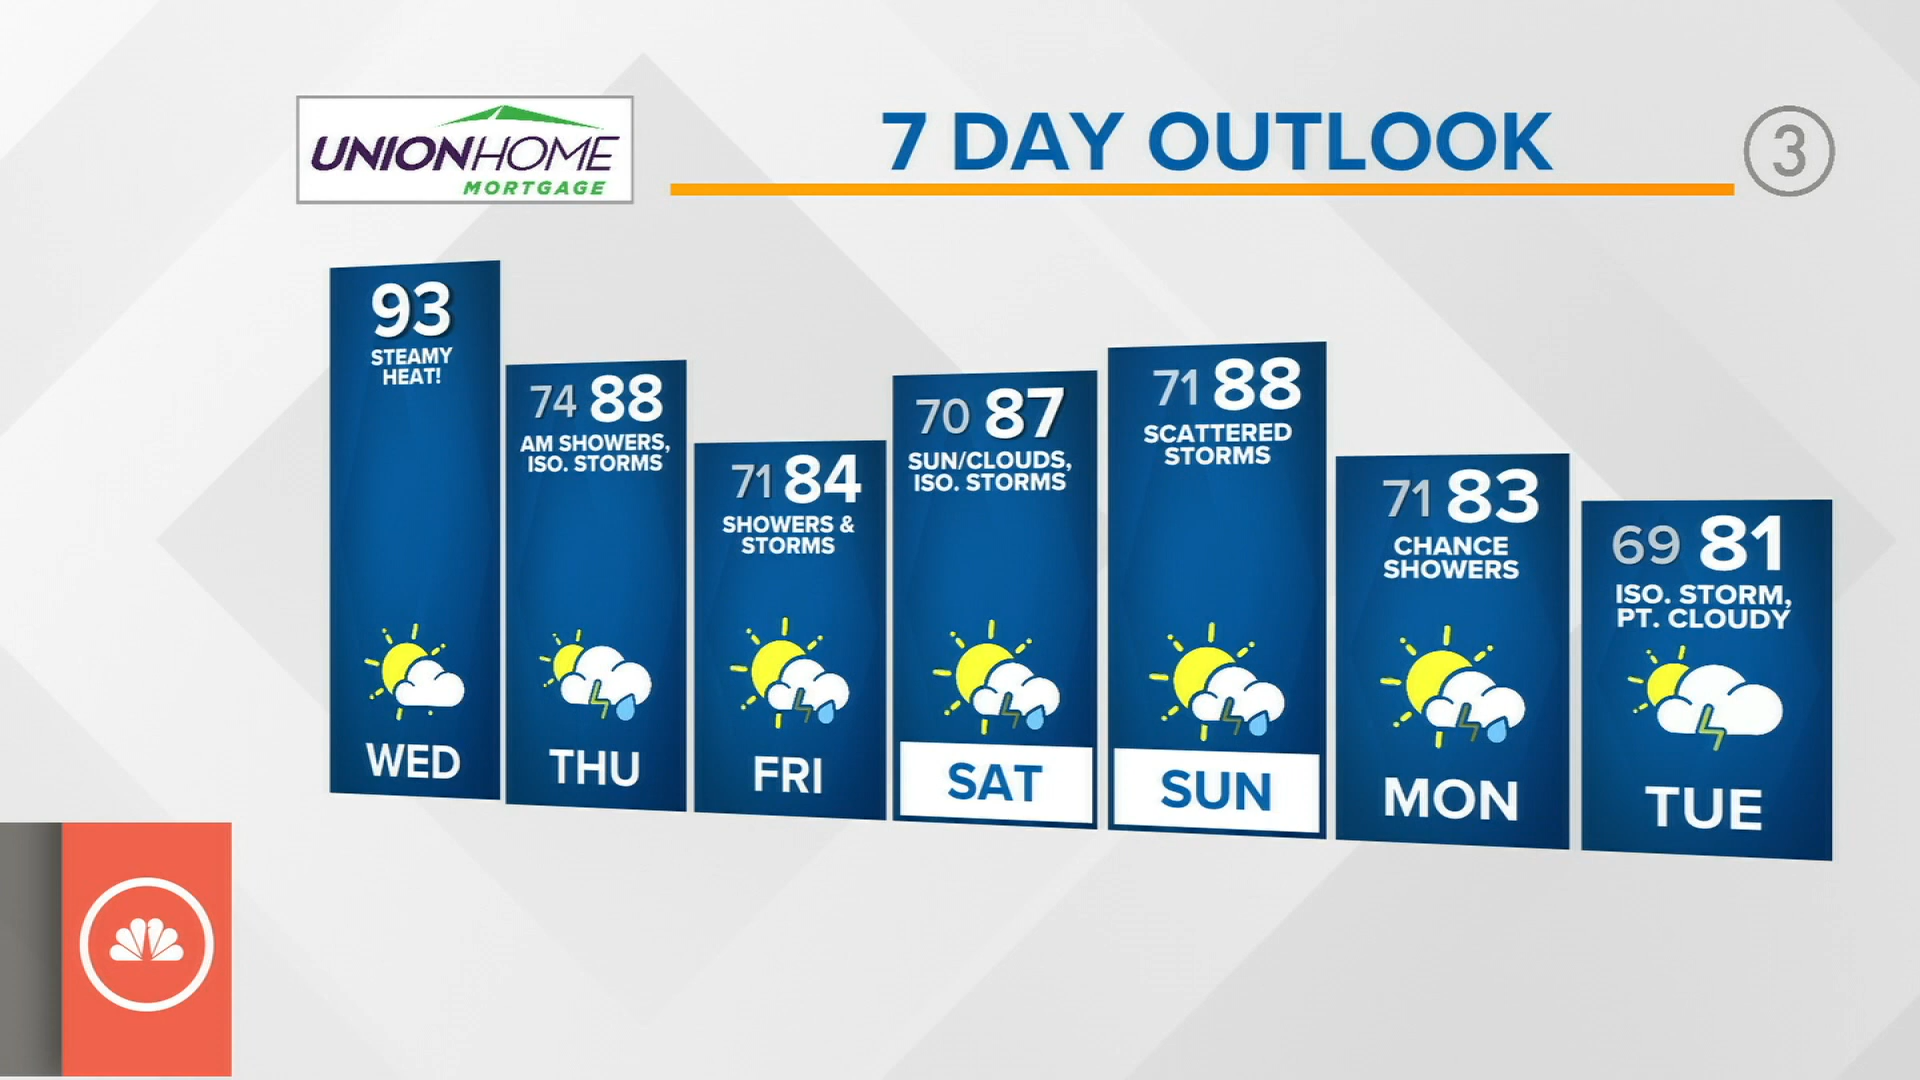 UNIONHOME
MORTGAGE
7 DAY OUTLOOK
3
93
STEAMY
HEAT!
WED
74 88
AM SHOWERS,
ISO. STORMS
THU
71 84
SHOWERS &
STORMS
FRI
70 87
SUN/CLOUDS,
ISO. STORMS
SAT
71 88
SCATTERED
STORMS
SUN
71 83
CHANCE
SHOWERS
MON
69 81
ISO. STORM,
PT. CLOUDY
TUE